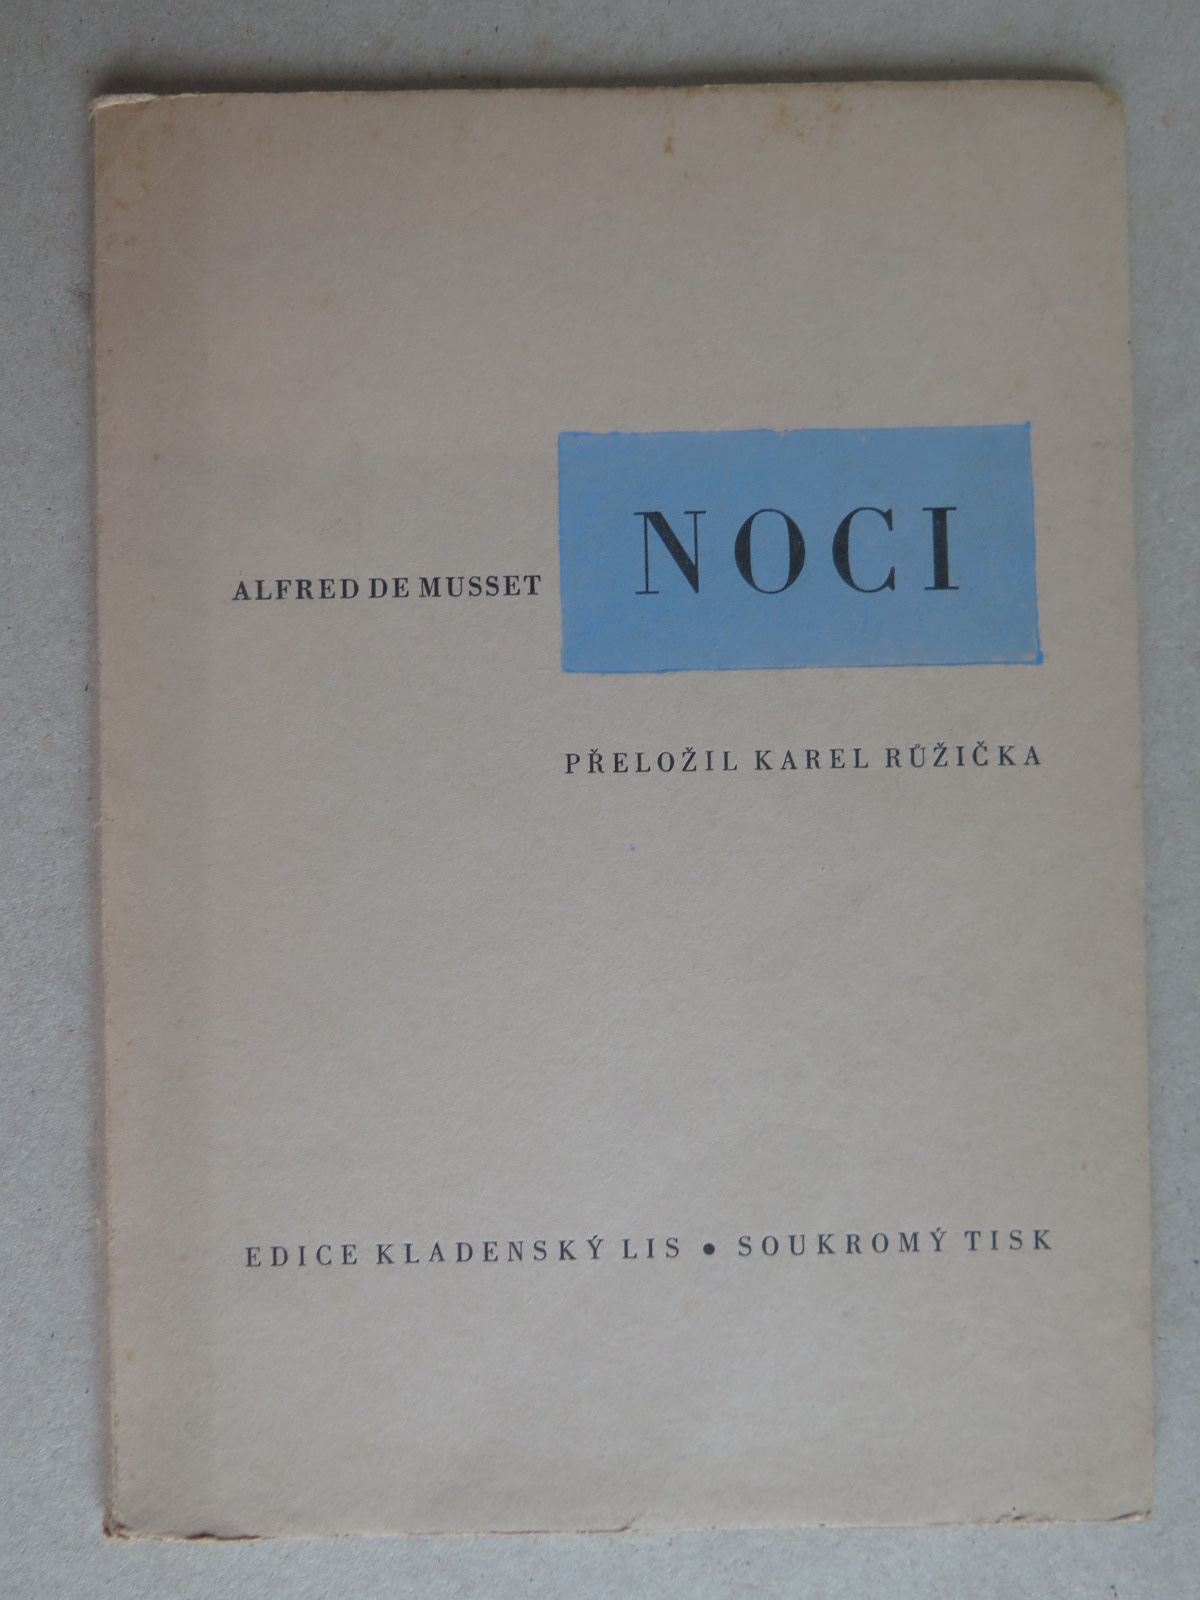 ALFRED DE MUSSET
NOCI
PŘELOŽIL KAREL RŮŽIČKA
EDICE KLADENSKÝ LIS • SOUKROMÝ TISK